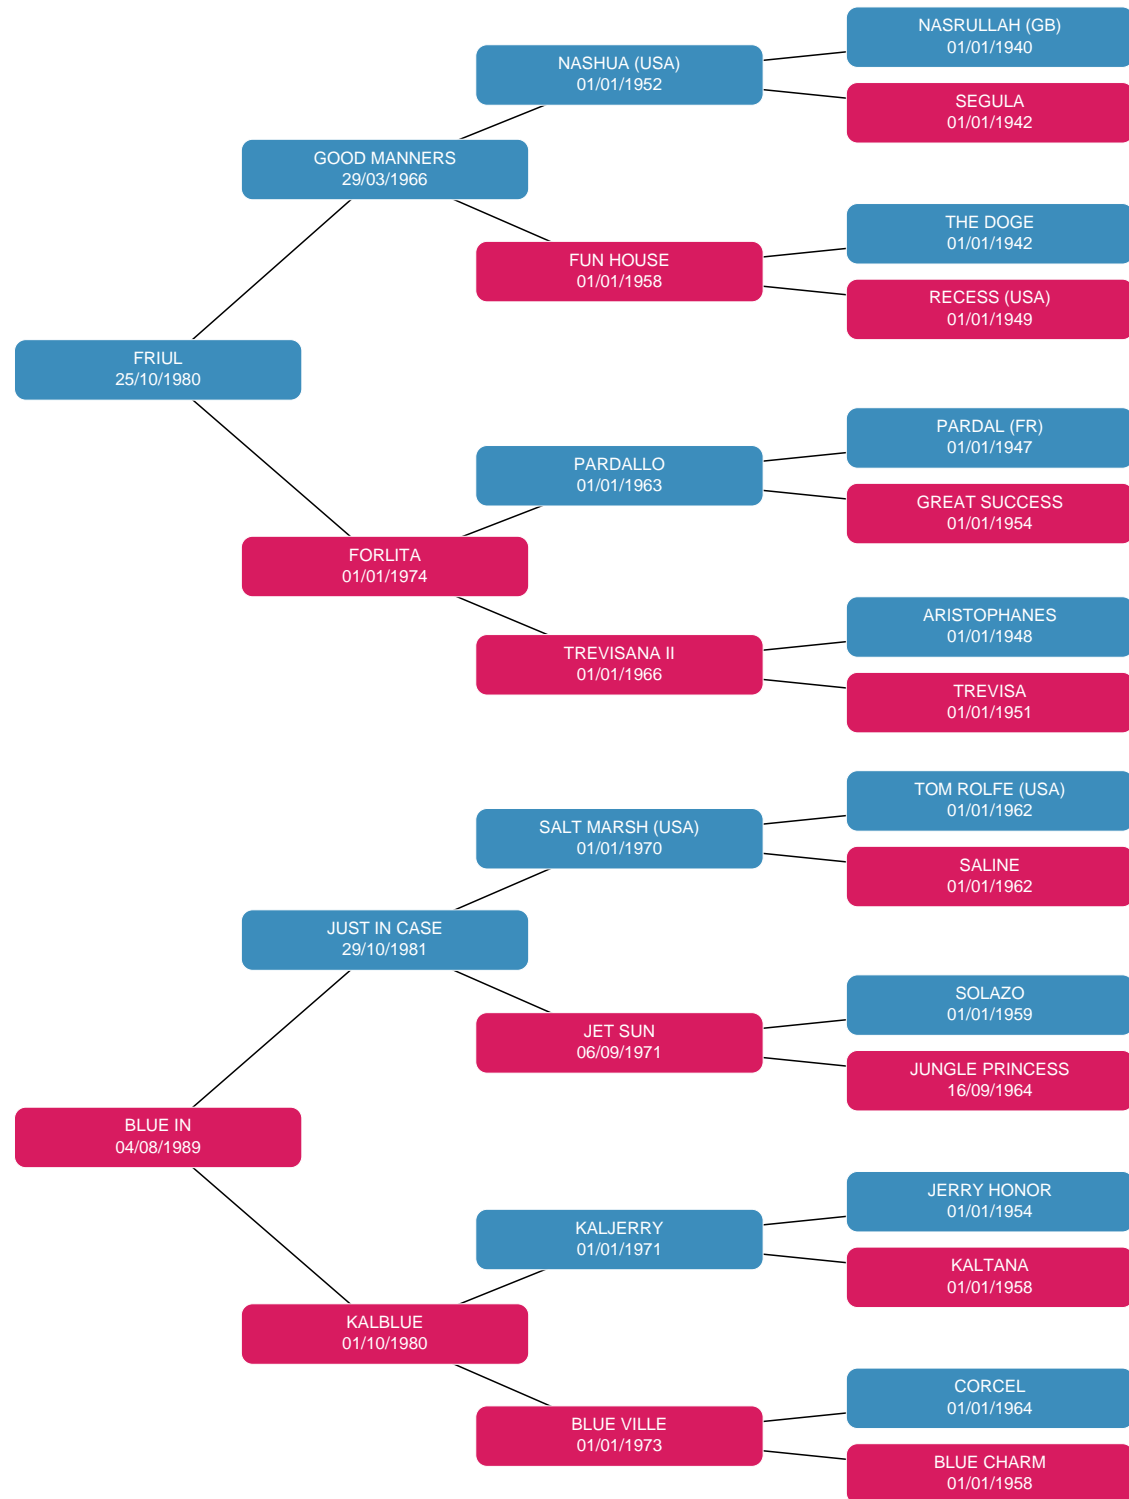 NASRULLAH (GB)
01/01/1940
NASHUA (USA)
01/01/1952
SEGULA
01/01/1942
GOOD MANNERS
29/03/1966
THE DOGE
01/01/1942
FUN HOUSE
01/01/1958
RECESS (USA)
01/01/1949
FRIUL
25/10/1980
PARDAL (FR)
01/01/1947
PARDALLO
01/01/1963
GREAT SUCCESS
01/01/1954
FORLITA
01/01/1974
ARISTOPHANES
01/01/1948
TREVISANA II
01/01/1966
TREVISA
01/01/1951
TOM ROLFE (USA)
01/01/1962
SALT MARSH (USA)
01/01/1970
SALINE
01/01/1962
JUST IN CASE
29/10/1981
SOLAZO
01/01/1959
JET SUN
06/09/1971
JUNGLE PRINCESS
16/09/1964
BLUE IN
04/08/1989
JERRY HONOR
01/01/1954
KALJERRY
01/01/1971
KALTANA
01/01/1958
KALBLUE
01/10/1980
CORCEL
01/01/1964
BLUE VILLE
01/01/1973
BLUE CHARM
01/01/1958